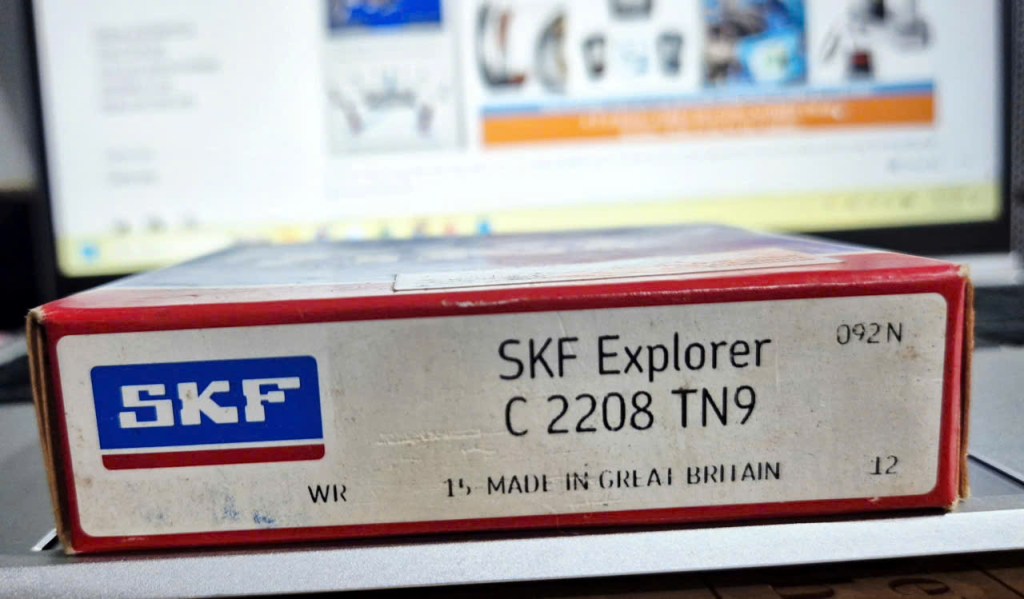 SKF
SKF Explorer
C 2208 TN9
092N
WR
15 MADE IN GREAT BRITAIN
12